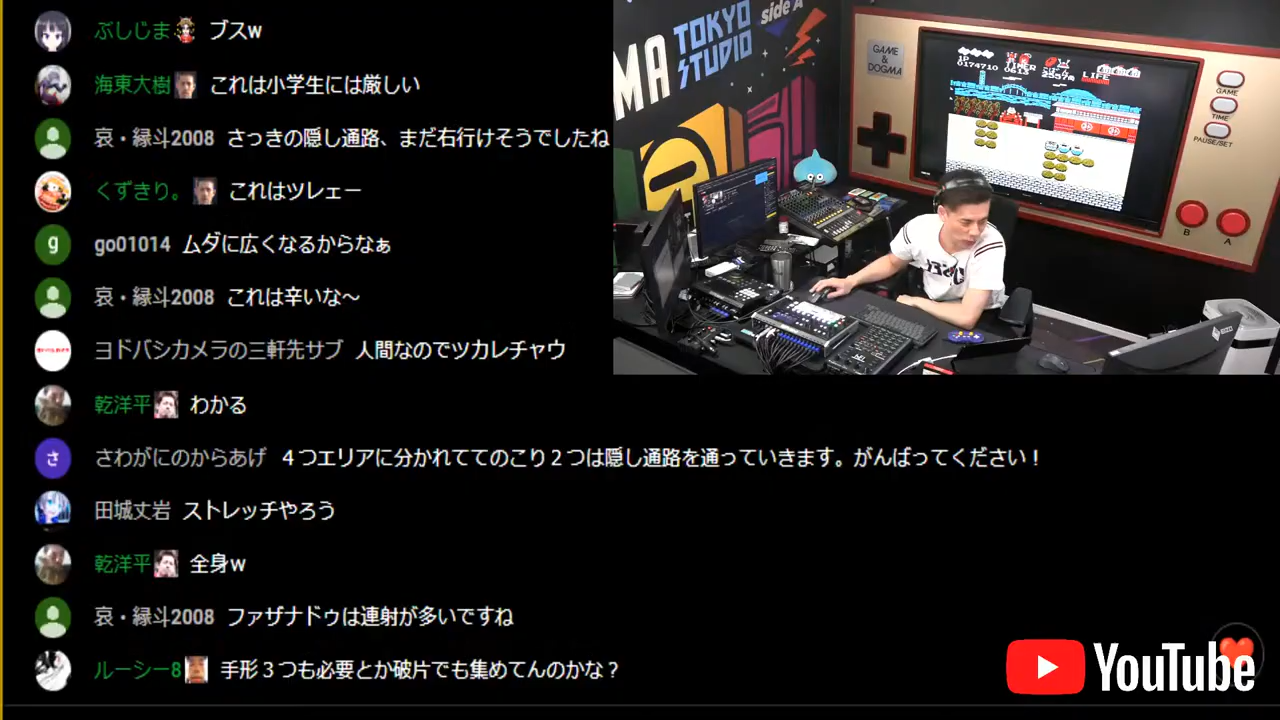 ぶしじま ブスw
海東大樹 これは小学生には厳しい
哀・縁斗2008 さっきの隠し通路、まだ右行けそうでしたね
くずきり。 これはツレェー
g go01014 ムダに広くなるからなぁ
哀・縁斗2008 これは辛いな〜
ヨドバシカメラの三軒先サブ 人間なのでツカレチャウ
乾洋平 わかる
さ さわがにのからあげ ４つエリアに分かれててのこり２つは隠し通路を通っていきます。がんばってください！
田城丈岩 ストレッチやろう
乾洋平 全身w
哀・縁斗2008 ファザナドゥは連射が多いですね
ルーシー8 手形３つも必要とか破片でも集めてんのかな？
MA TOKYO STUDIO
side A
GAME & DOGMA
0174710
LIFE
GAME
TIME
PAUSE/SET
B A
YouTube